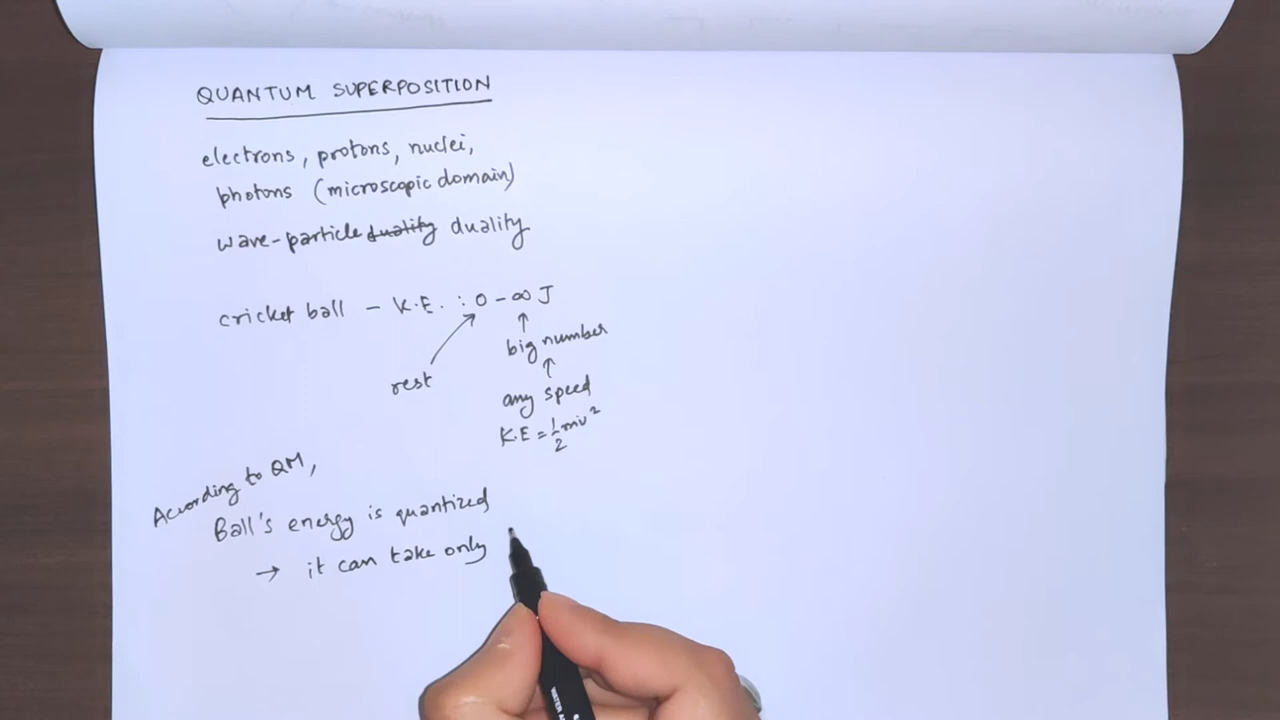 QUANTUM SUPERPOSITION
electrons, protons, nuclei,
photons (microscopic domain)
wave-particle duality duality
cricket ball – K.E. : 0 – ∞ J
rest
big number
any speed
K.E = 1/2 mv²
According to QM,
Ball's energy is quantized
→ it can take only
WATER